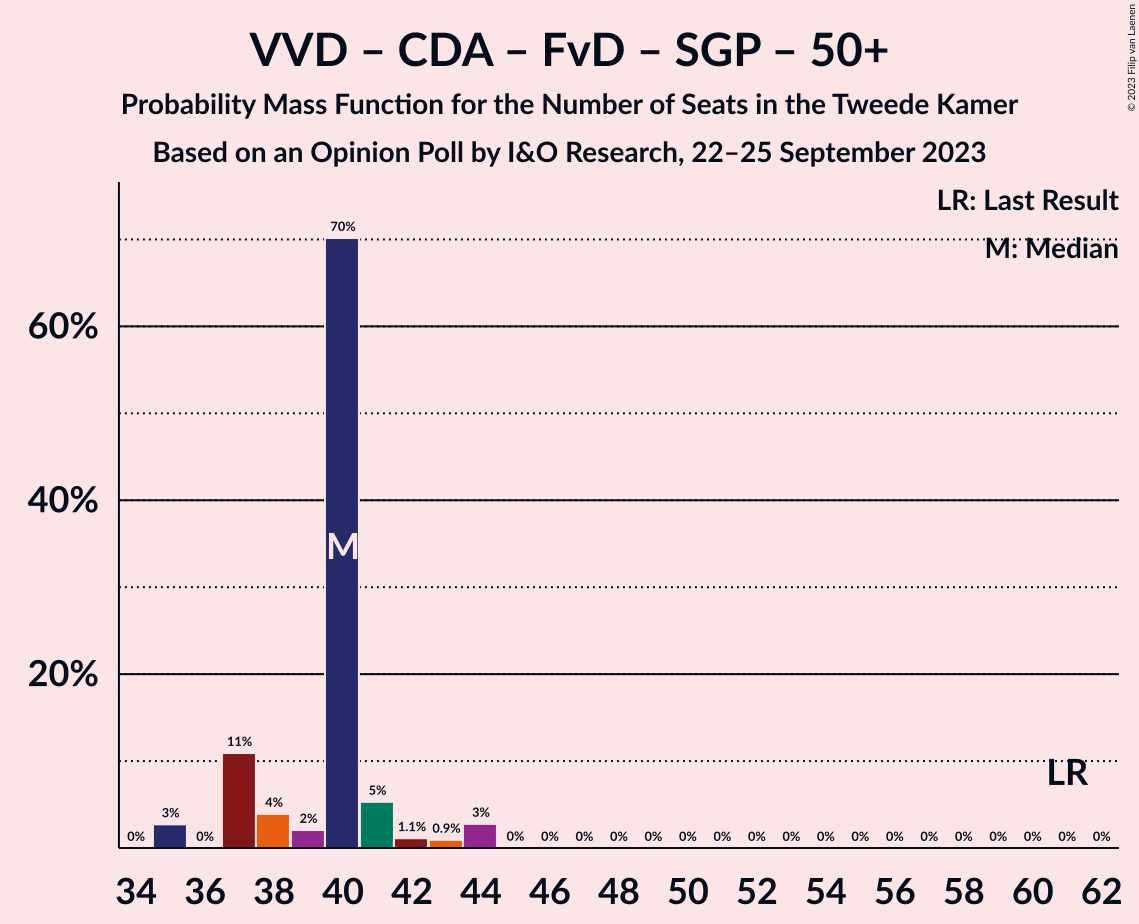 VVD – CDA – FvD – SGP – 50+
Probability Mass Function for the Number of Seats in the Tweede Kamer
Based on an Opinion Poll by I&O Research, 22–25 September 2023
© 2023 Filip van Laenen
LR: Last Result
M: Median
60%
40%
20%
0% 3% 0% 11% 4% 2% 70% 5% 1.1% 0.9% 3% 0% 0% 0% 0% 0% 0% 0% 0% 0% 0% 0% 0% 0% 0% 0% 0% 0% 0%
M
LR
34 36 38 40 42 44 46 48 50 52 54 56 58 60 62